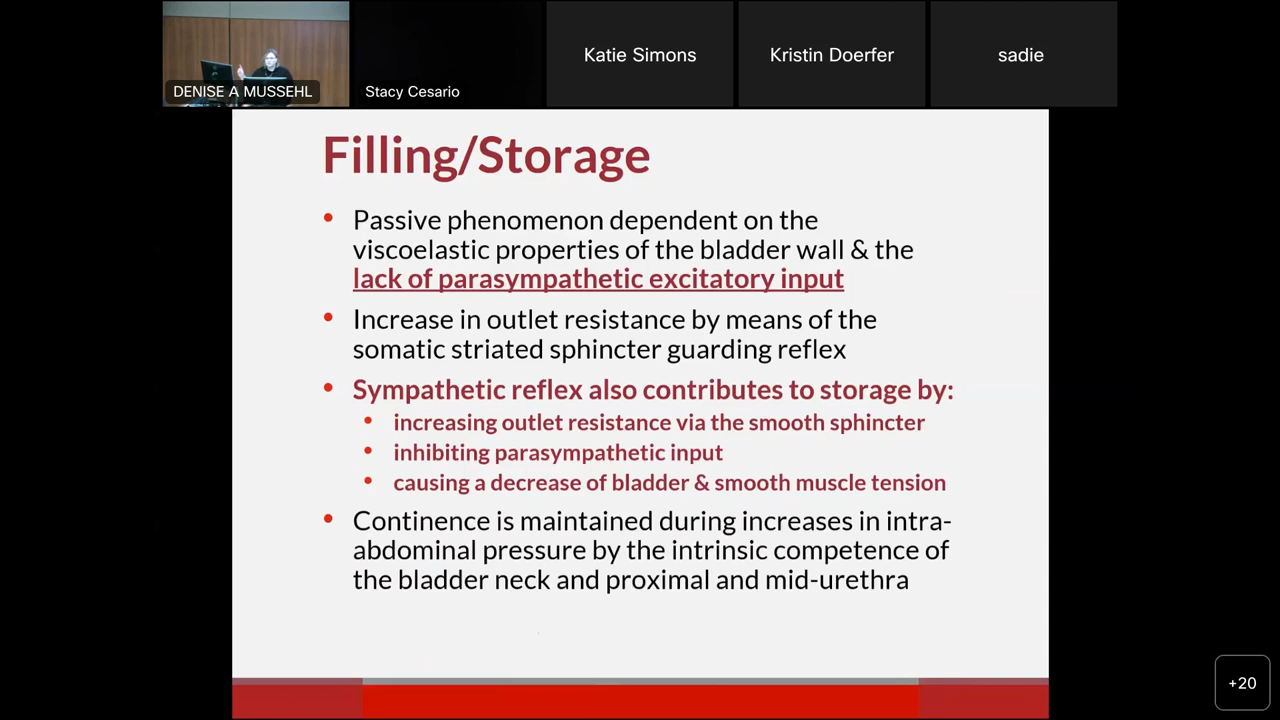 DENISE A MUSSEHL
Stacy Cesario
Katie Simons
Kristin Doerfer
sadie
Filling/Storage
• Passive phenomenon dependent on the
viscoelastic properties of the bladder wall & the
lack of parasympathetic excitatory input
• Increase in outlet resistance by means of the
somatic striated sphincter guarding reflex
• Sympathetic reflex also contributes to storage by:
• increasing outlet resistance via the smooth sphincter
• inhibiting parasympathetic input
• causing a decrease of bladder & smooth muscle tension
• Continence is maintained during increases in intra-
abdominal pressure by the intrinsic competence of
the bladder neck and proximal and mid-urethra
+20